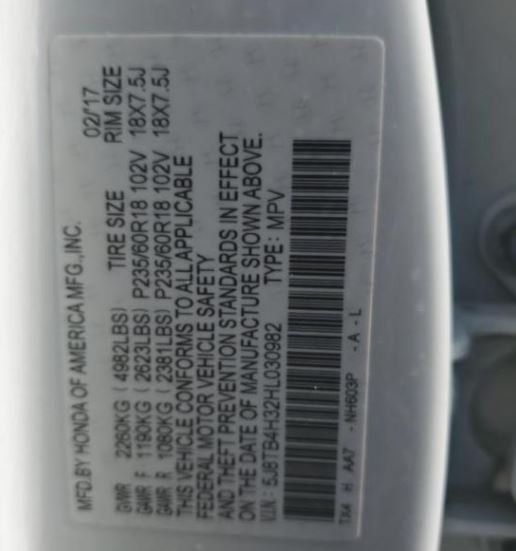 MFD.BY HONDA OF AMERICA MFG.,INC. 02/'17
GVWR 2260KG ( 4982LBS) TIRE SIZE RIM SIZE
GAWR F 1190KG ( 2623LBS) P235/60R18 102V 18X7.5J
GAWR R 1080KG ( 2381LBS) P235/60R18 102V 18X7.5J
THIS VEHICLE CONFORMS TO ALL APPLICABLE
FEDERAL MOTOR VEHICLE SAFETY
AND THEFT PREVENTION STANDARDS IN EFFECT
ON THE DATE OF MANUFACTURE SHOWN ABOVE.
V.I.N : 5J8TB4H32HL030982 TYPE : MPV
TX4 H AA7 - NH603P - A - L